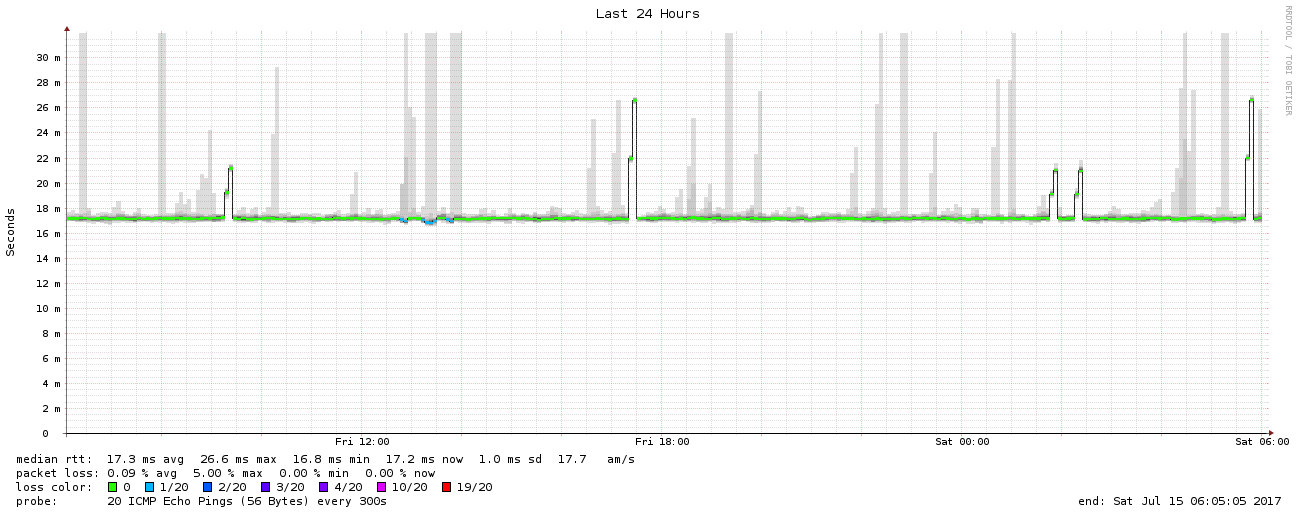 Last 24 Hours
RRDTOOL / TOBI OETIKER
Seconds
30 m
28 m
26 m
24 m
22 m
20 m
18 m
16 m
14 m
12 m
10 m
8 m
6 m
4 m
2 m
0
Fri 12:00 Fri 18:00 Sat 00:00 Sat 06:00
median rtt: 17.3 ms avg 26.6 ms max 16.8 ms min 17.2 ms now 1.0 ms sd 17.7 am/s
packet loss: 0.09 % avg 5.00 % max 0.00 % min 0.00 % now
loss color: 0 1/20 2/20 3/20 4/20 10/20 19/20
probe: 20 ICMP Echo Pings (56 Bytes) every 300s end: Sat Jul 15 06:05:05 2017